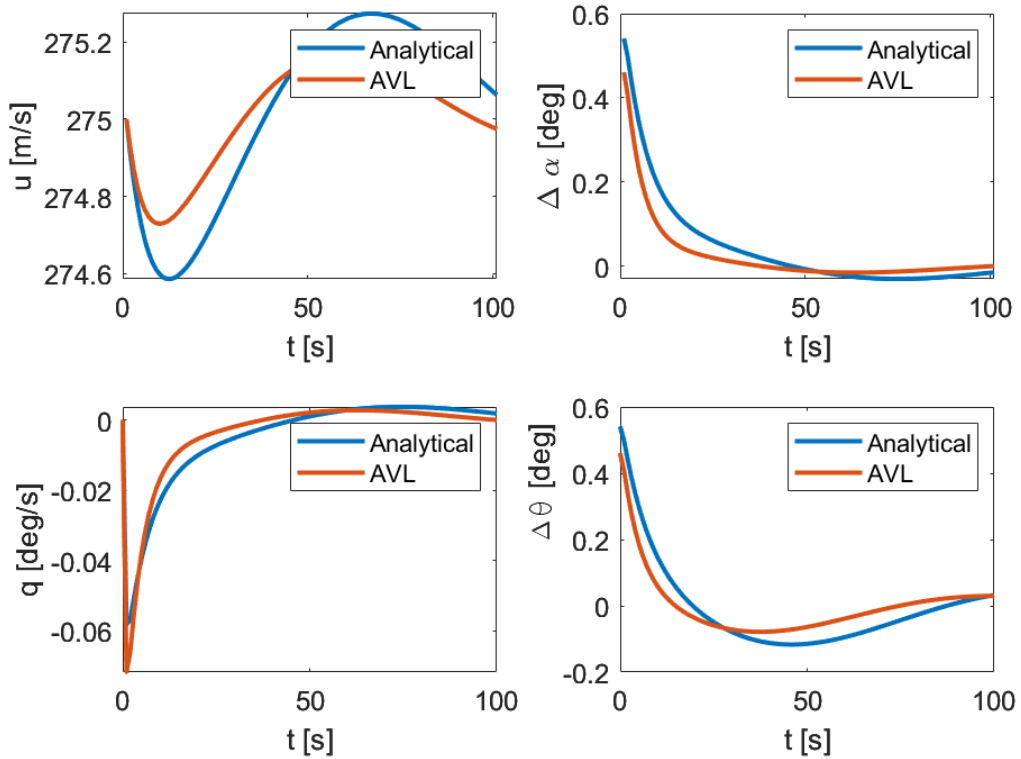 u [m/s]
275.2
275
274.8
274.6
0
50
100
t [s]
Analytical
AVL
Δ α [deg]
0.6
0.4
0.2
0
0
50
100
t [s]
Analytical
AVL
q [deg/s]
0
-0.02
-0.04
-0.06
0
50
100
t [s]
Analytical
AVL
Δ θ [deg]
0.6
0.4
0.2
0
-0.2
0
50
100
t [s]
Analytical
AVL